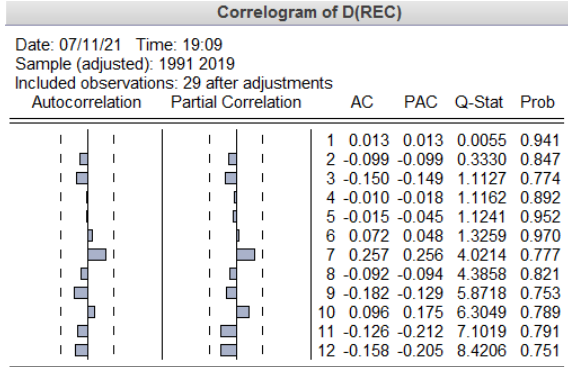 Correlogram of D(REC)
Date: 07/11/21 Time: 19:09
Sample (adjusted): 1991 2019
Included observations: 29 after adjustments
Autocorrelation Partial Correlation AC PAC Q-Stat Prob
1 0.013 0.013 0.0055 0.941
2 -0.099 -0.099 0.3330 0.847
3 -0.150 -0.149 1.1127 0.774
4 -0.010 -0.018 1.1162 0.892
5 -0.015 -0.045 1.1241 0.952
6 0.072 0.048 1.3259 0.970
7 0.257 0.256 4.0214 0.777
8 -0.092 -0.094 4.3858 0.821
9 -0.182 -0.129 5.8718 0.753
10 0.096 0.175 6.3049 0.789
11 -0.126 -0.212 7.1019 0.791
12 -0.158 -0.205 8.4206 0.751